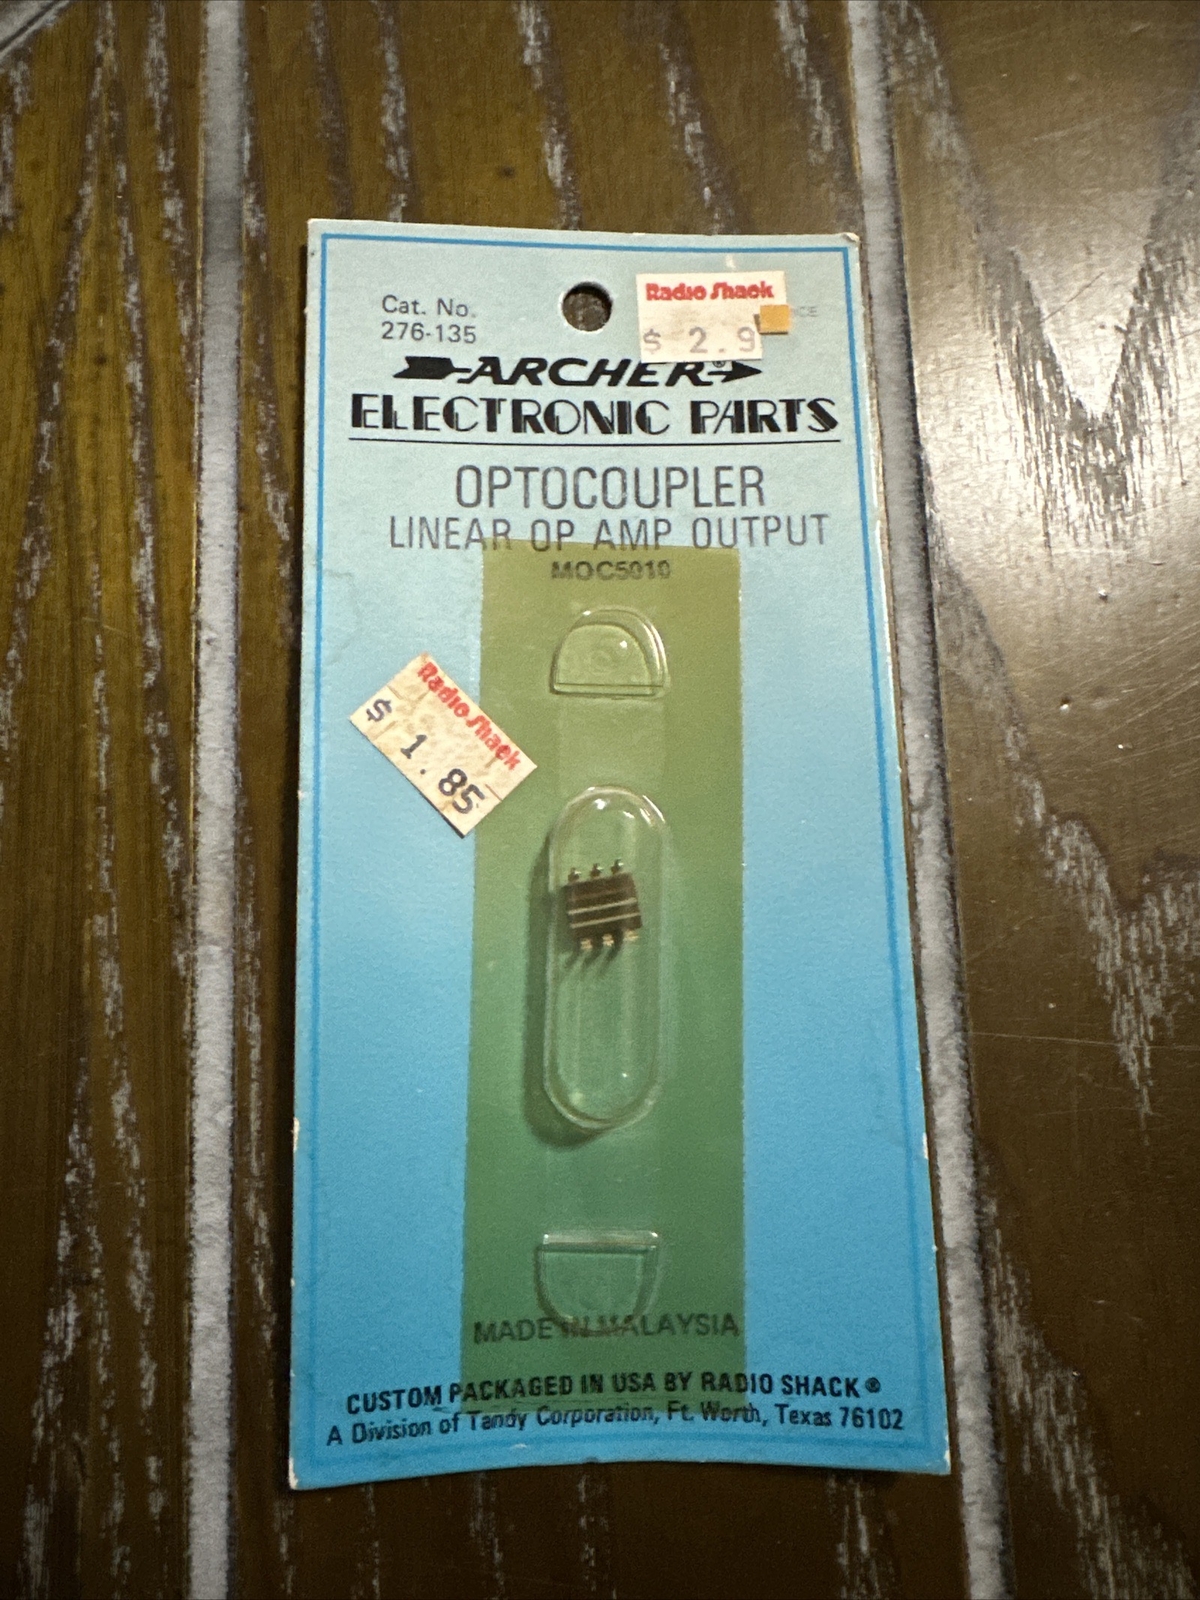 Cat. No.
276-135
Radio Shack
$ 2.9
ARCHER®
ELECTRONIC PARTS
OPTOCOUPLER
LINEAR OP AMP OUTPUT
MOC5010
Radio Shack
$ 1.85
MADE IN MALAYSIA
CUSTOM PACKAGED IN USA BY RADIO SHACK®
A Division of Tandy Corporation, Ft. Worth, Texas 76102